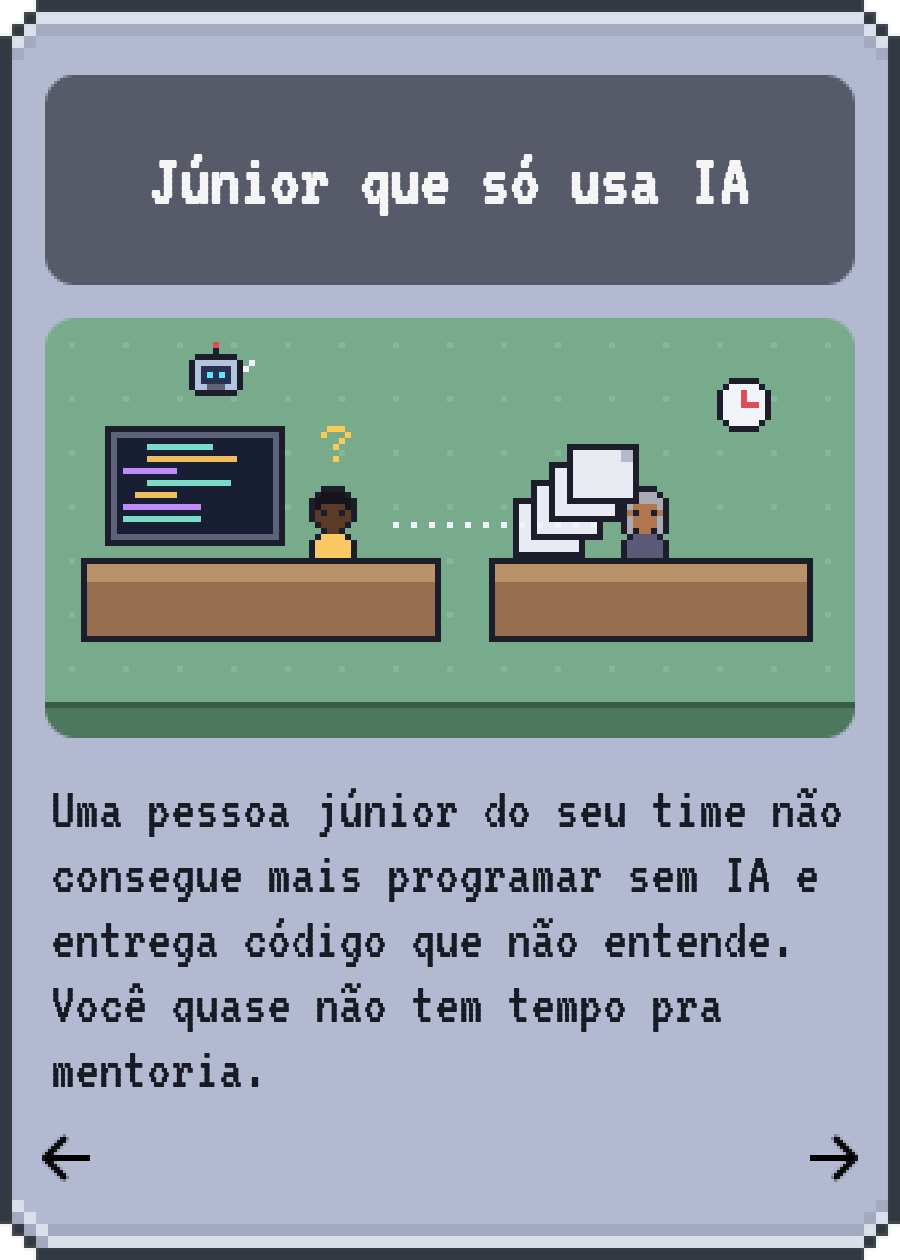 Júnior que só usa IA
Uma pessoa júnior do seu time não
consegue mais programar sem IA e
entrega código que não entende.
Você quase não tem tempo pra
mentoria.